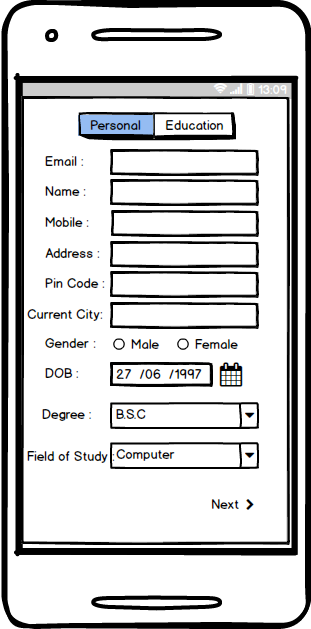 13:09
Personal Education
Email :
Name :
Mobile :
Address :
Pin Code :
Current City:
Gender : Male Female
DOB : 27 /06 /1997
Degree : B.S.C
Field of Study : Computer
Next